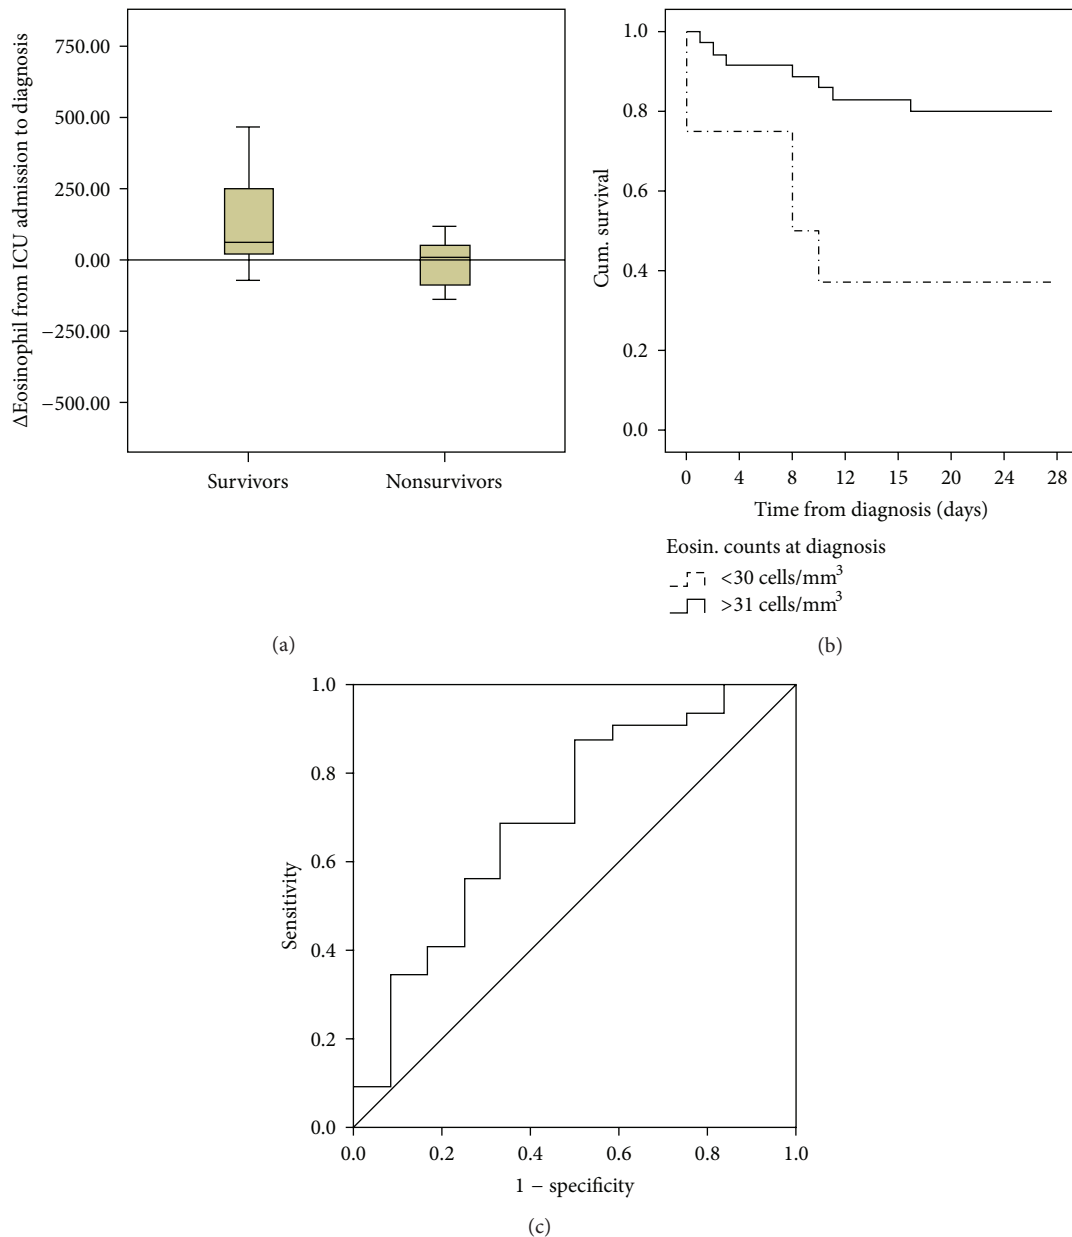 ΔEosinophil from ICU admission to diagnosis
750.00
500.00
250.00
0.00
−250.00
−500.00
Survivors
Nonsurvivors
(a)
Cum. survival
1.0
0.8
0.6
0.4
0.2
0.0
0 4 8 12 16 20 24 28
Time from diagnosis (days)
Eosin. counts at diagnosis
<30 cells/mm³
>31 cells/mm³
(b)
Sensitivity
1.0
0.8
0.6
0.4
0.2
0.0
0.0 0.2 0.4 0.6 0.8 1.0
1 − specificity
(c)